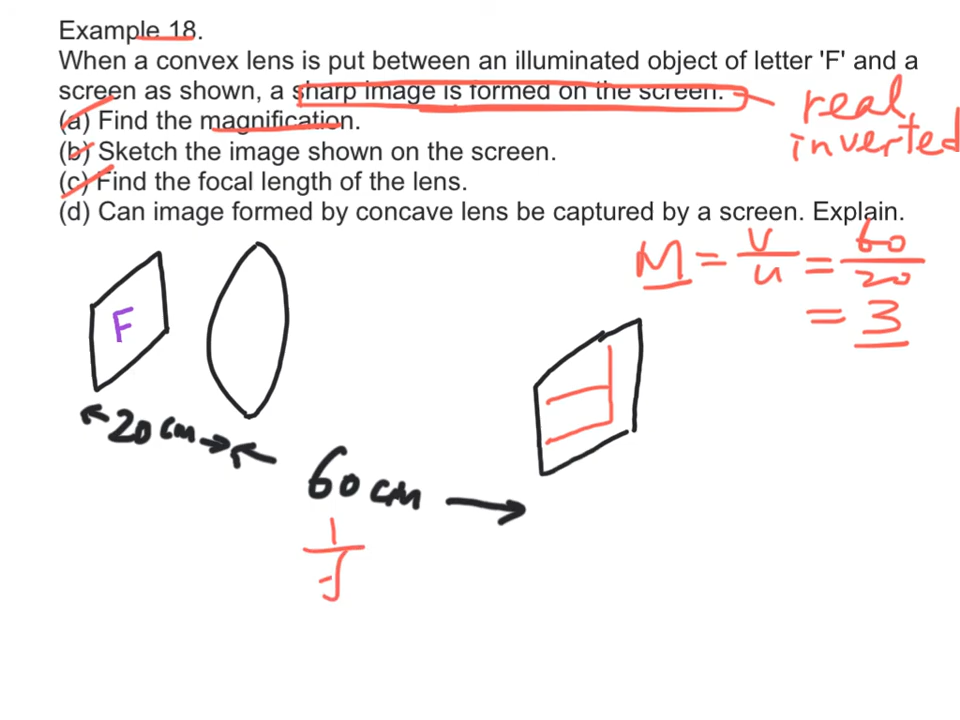 Example 18.
When a convex lens is put between an illuminated object of letter 'F' and a
screen as shown, a sharp image is formed on the screen.
(a) Find the magnification.
(b) Sketch the image shown on the screen.
(c) Find the focal length of the lens.
(d) Can image formed by concave lens be captured by a screen. Explain.
real,
inverted
M = v/u = 60/20
= 3
F
20 cm
60 cm
1/f